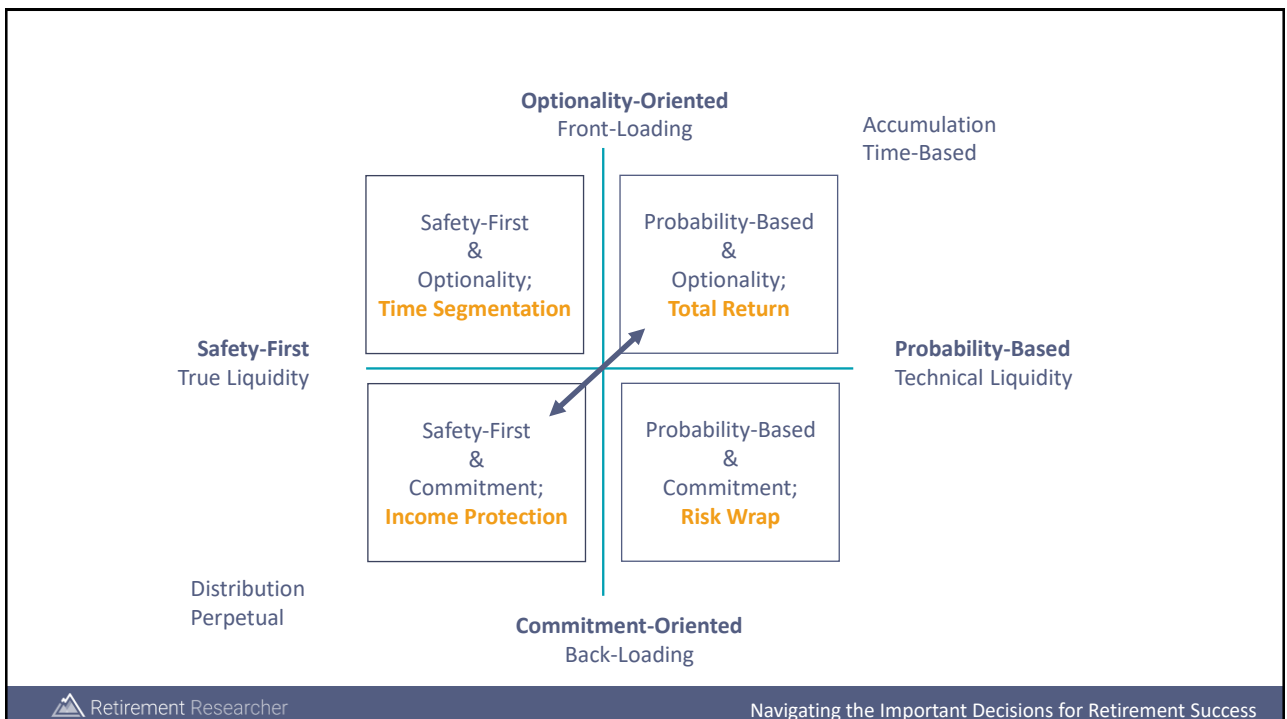 Optionality-Oriented
Front-Loading
Accumulation
Time-Based
Safety-First
&
Optionality;
Time Segmentation
Probability-Based
&
Optionality;
Total Return
Safety-First
True Liquidity
Probability-Based
Technical Liquidity
Safety-First
&
Commitment;
Income Protection
Probability-Based
&
Commitment;
Risk Wrap
Distribution
Perpetual
Commitment-Oriented
Back-Loading
Retirement Researcher
Navigating the Important Decisions for Retirement Success